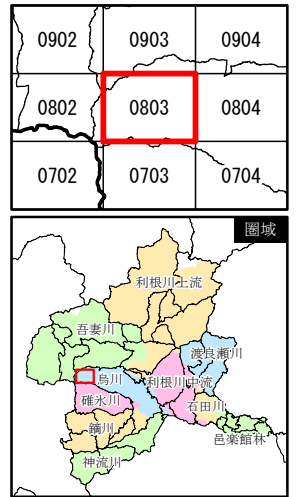 0902 0903 0904
0802 0803 0804
0702 0703 0704
圏域
利根川上流
吾妻川
渡良瀬川
烏川 利根川中流
碓氷川 石田川
鏑川 邑楽館林
神流川